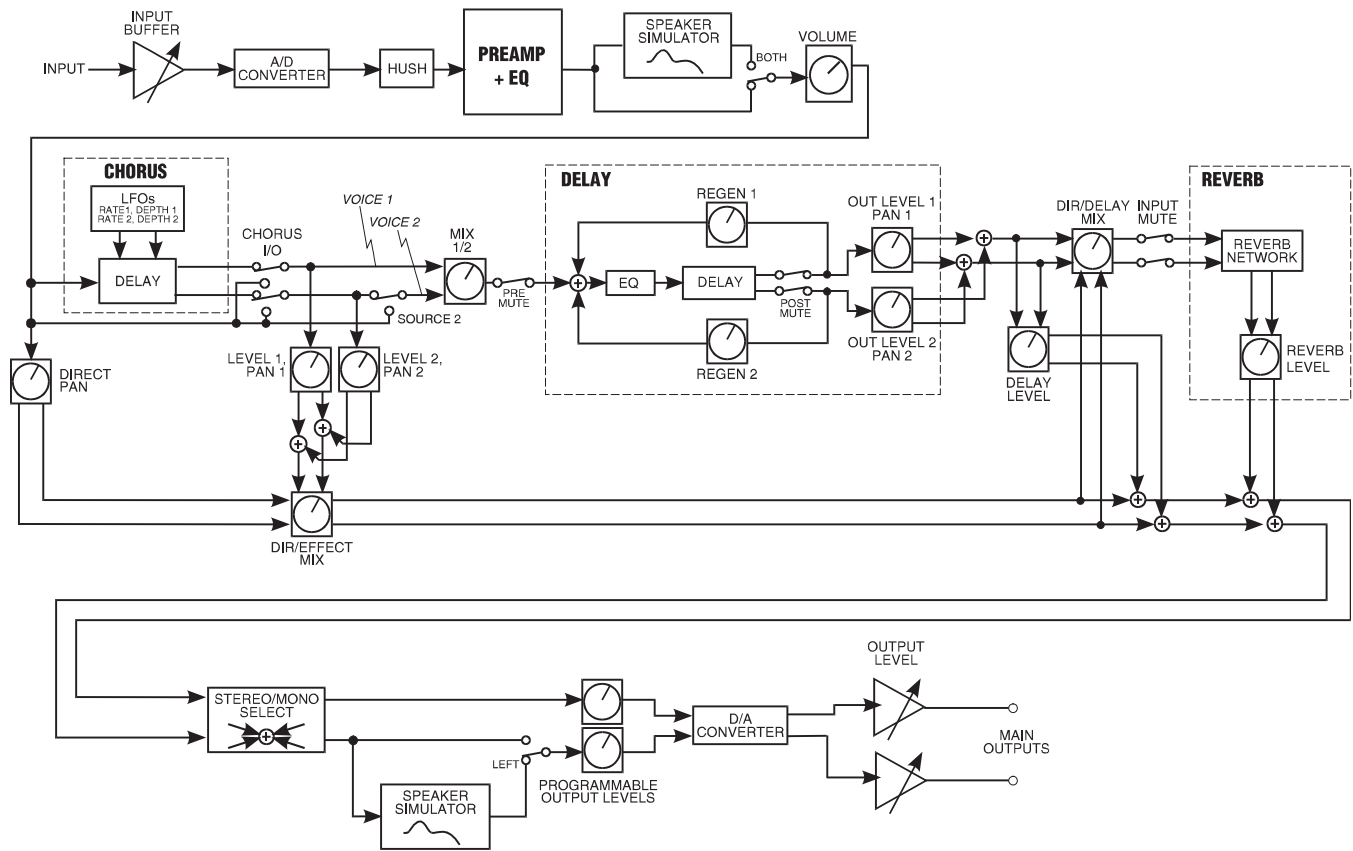 INPUT
BUFFER
INPUT
A/D
CONVERTER
HUSH
PREAMP
+ EQ
SPEAKER
SIMULATOR
BOTH
VOLUME
CHORUS
LFOs
RATE1, DEPTH 1
RATE 2, DEPTH 2
DELAY
CHORUS
I/O
VOICE 1
VOICE 2
MIX
1/2
PRE
MUTE
SOURCE 2
LEVEL 1,
PAN 1
LEVEL 2,
PAN 2
DIRECT
PAN
DIR/EFFECT
MIX
DELAY
REGEN 1
EQ
DELAY
POST
MUTE
REGEN 2
OUT LEVEL 1
PAN 1
OUT LEVEL 2
PAN 2
DELAY
LEVEL
DIR/DELAY
MIX
INPUT
MUTE
REVERB
REVERB
NETWORK
REVERB
LEVEL
STEREO/MONO
SELECT
LEFT
SPEAKER
SIMULATOR
PROGRAMMABLE
OUTPUT LEVELS
D/A
CONVERTER
OUTPUT
LEVEL
MAIN
OUTPUTS